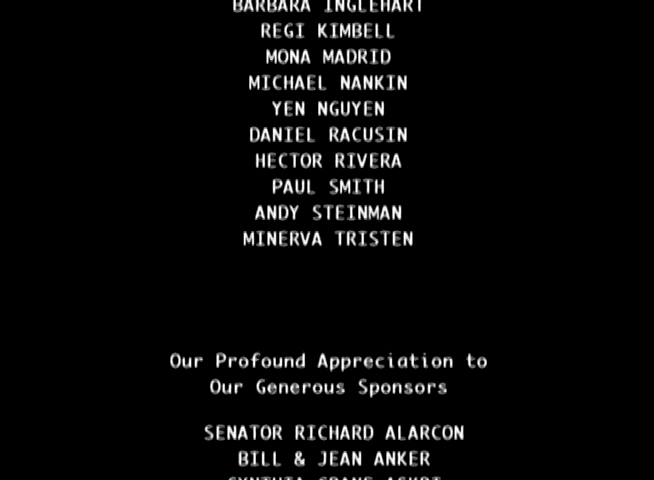 BARBARA INGLEHART
REGI KIMBELL
MONA MADRID
MICHAEL NANKIN
YEN NGUYEN
DANIEL RACUSIN
HECTOR RIVERA
PAUL SMITH
ANDY STEINMAN
MINERVA TRISTEN
Our Profound Appreciation to
Our Generous Sponsors
SENATOR RICHARD ALARCON
BILL & JEAN ANKER